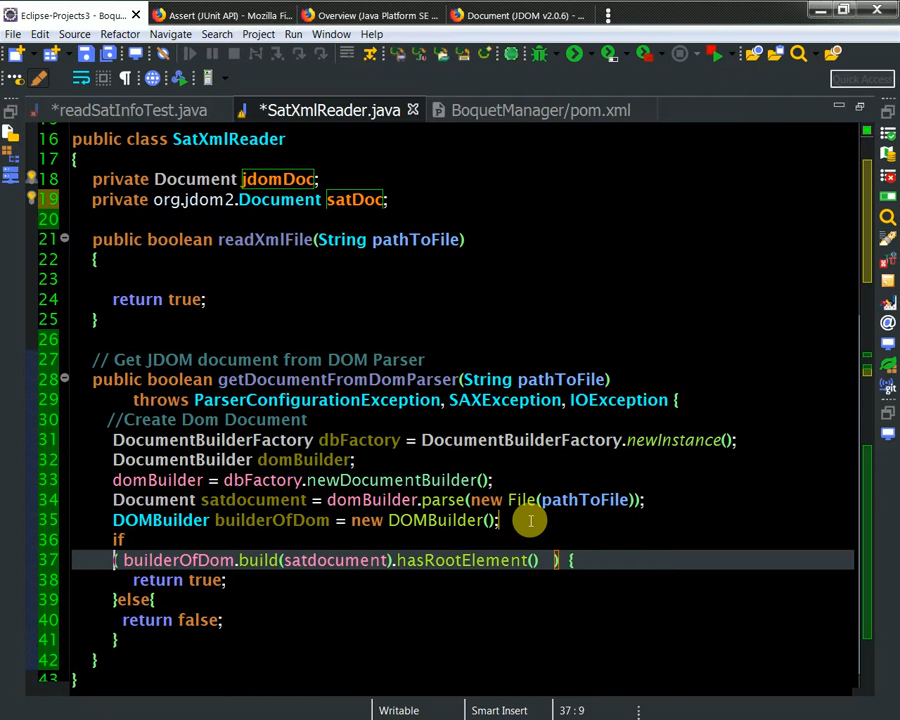 Eclipse-Projects3 - Boquet
Assert (JUnit API) - Mozilla Fi...
Overview (Java Platform SE ...
Document (JDOM v2.0.6) - ...
File Edit Source Refactor Navigate Search Project Run Window Help
Quick Access
*readSatInfoTest.java
*SatXmlReader.java
BoquetManager/pom.xml
16 public class SatXmlReader
17 {
18 private Document jdomDoc;
19 private org.jdom2.Document satDoc;
20
21 public boolean readXmlFile(String pathToFile)
22 {
23
24 return true;
25 }
26
27 // Get JDOM document from DOM Parser
28 public boolean getDocumentFromDomParser(String pathToFile)
29 throws ParserConfigurationException, SAXException, IOException {
30 //Create Dom Document
31 DocumentBuilderFactory dbFactory = DocumentBuilderFactory.newInstance();
32 DocumentBuilder domBuilder;
33 domBuilder = dbFactory.newDocumentBuilder();
34 Document satdocument = domBuilder.parse(new File(pathToFile));
35 DOMBuilder builderOfDom = new DOMBuilder();
36 if
37 ( builderOfDom.build(satdocument).hasRootElement() ) {
38 return true;
39 }else{
40 return false;
41 }
42 }
43 }
Writable
Smart Insert
37 : 9